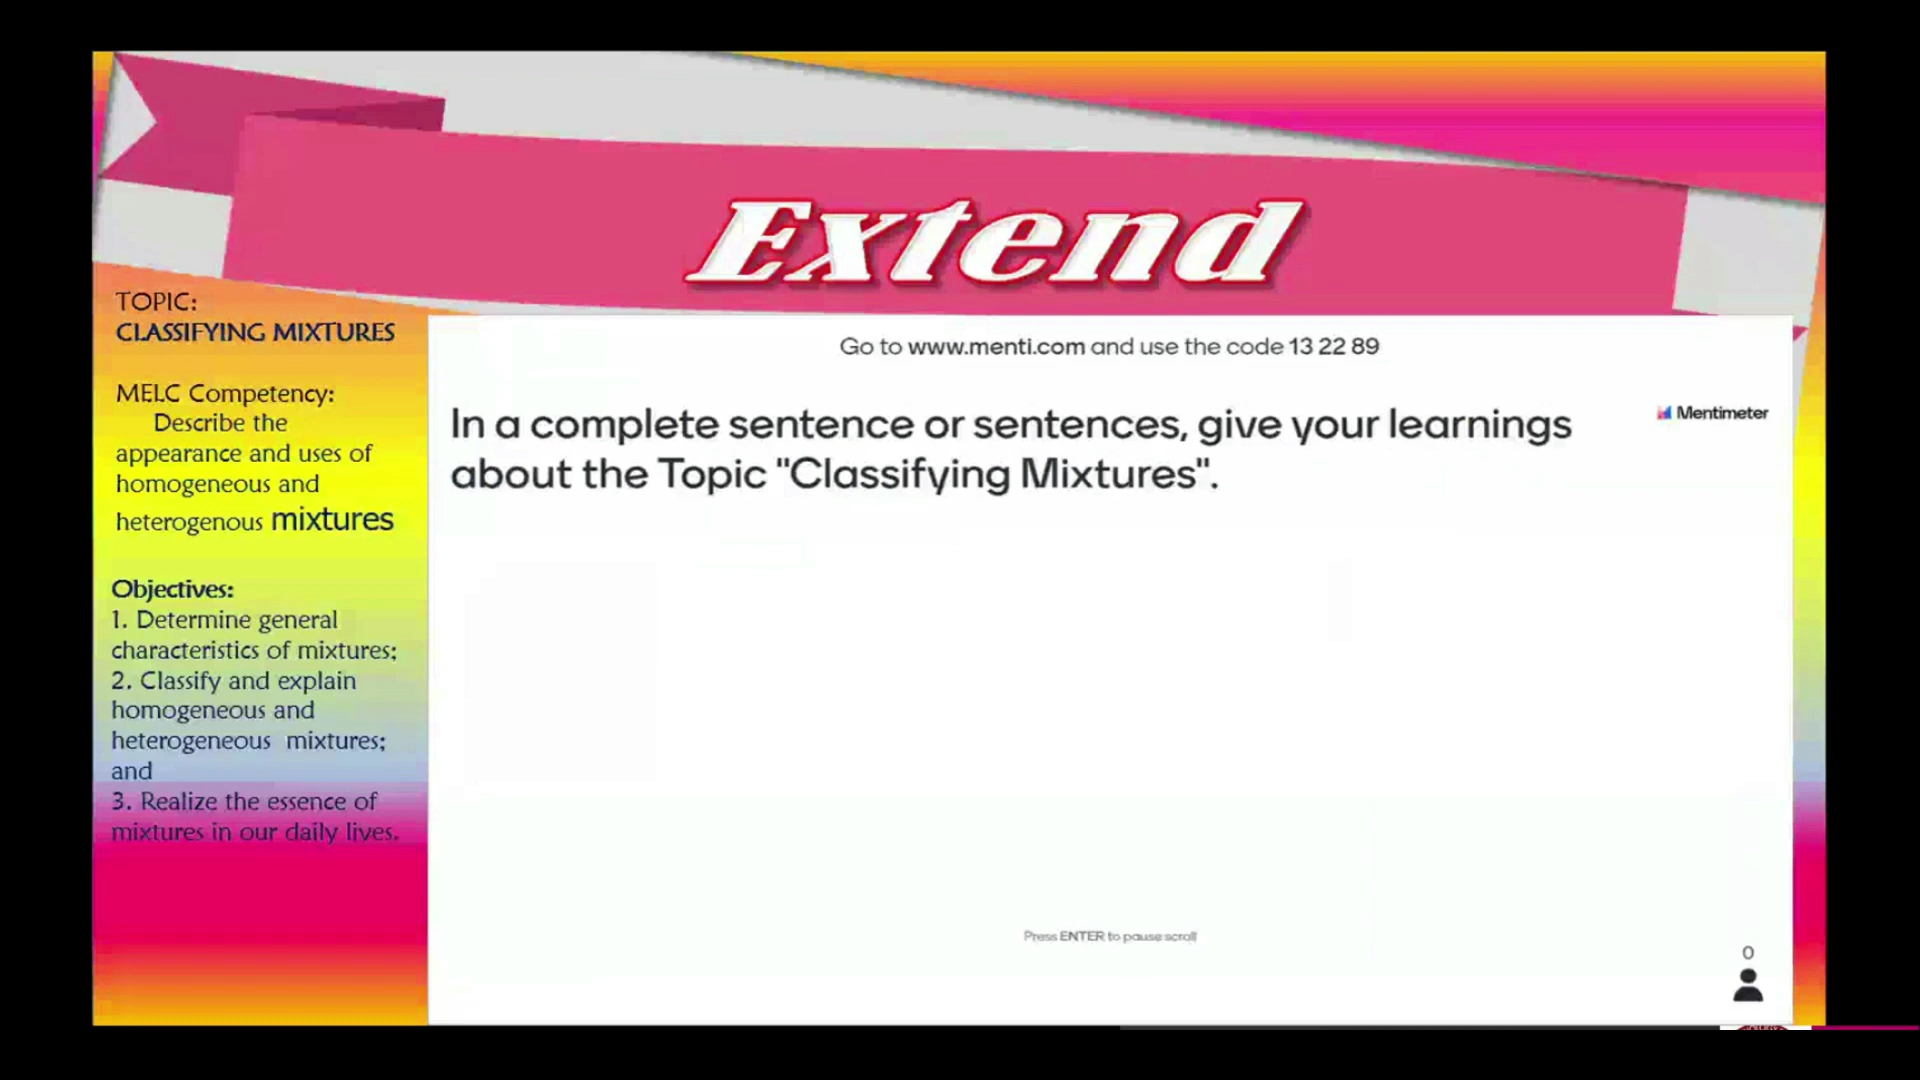 Extend
TOPIC:
CLASSIFYING MIXTURES
MELC Competency:
Describe the
appearance and uses of
homogeneous and
heterogenous mixtures
Objectives:
1. Determine general
characteristics of mixtures;
2. Classify and explain
homogeneous and
heterogeneous mixtures;
and
3. Realize the essence of
mixtures in our daily lives.
Go to www.menti.com and use the code 13 22 89
In a complete sentence or sentences, give your learnings
about the Topic "Classifying Mixtures".
Mentimeter
Press ENTER to pause scroll
0